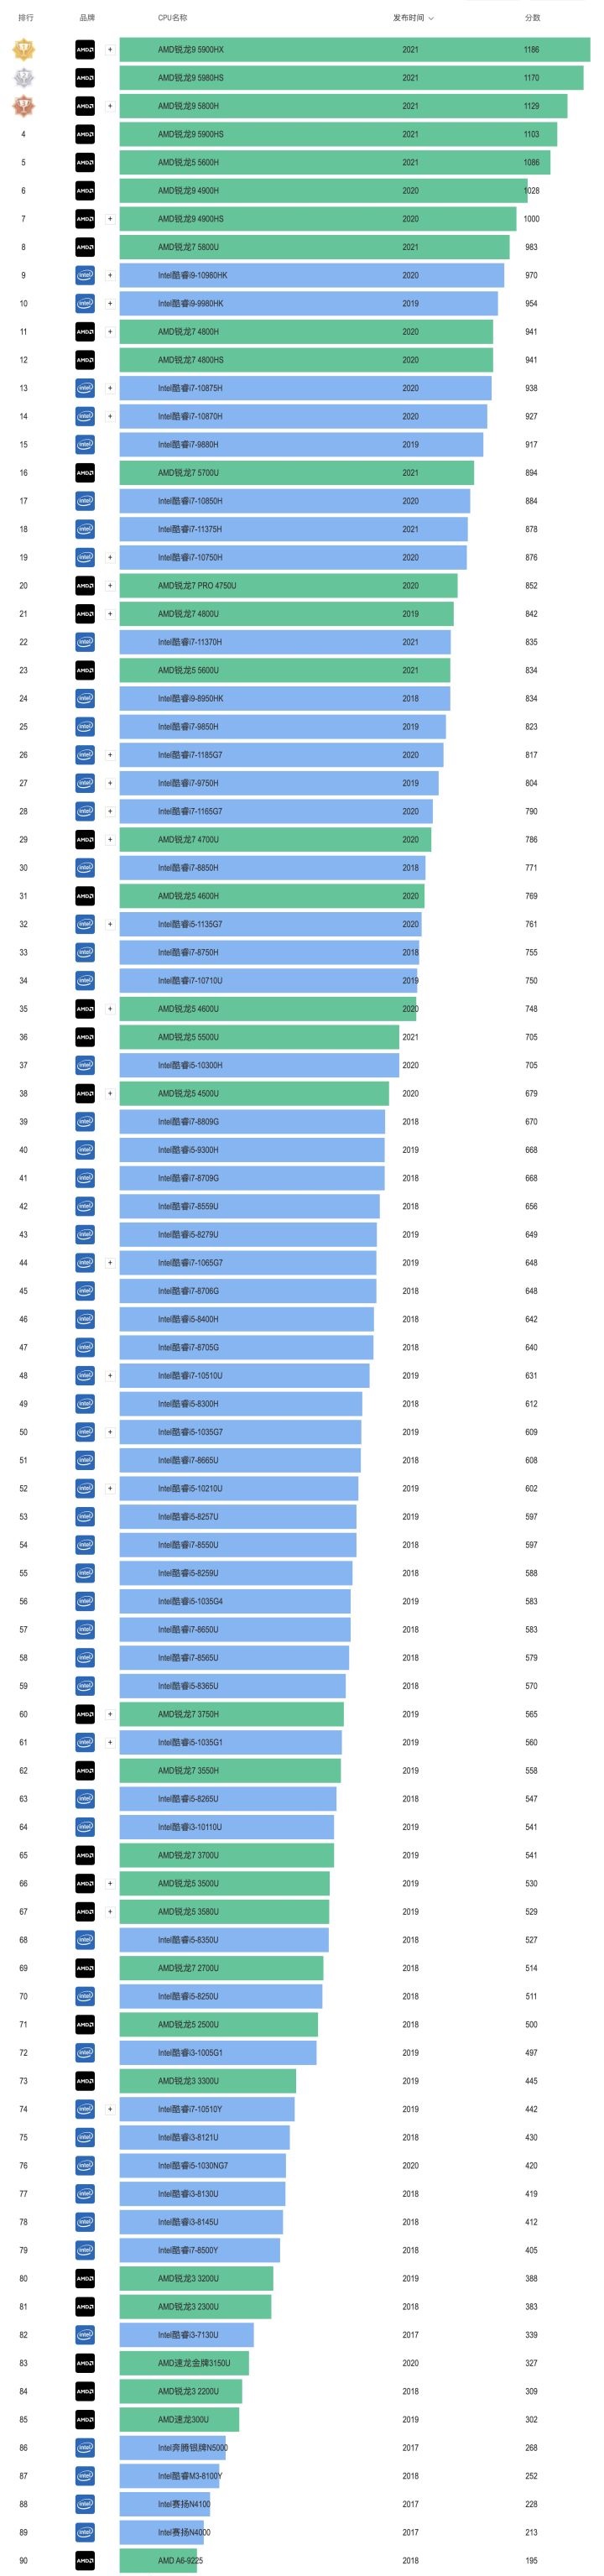 排行 品牌 CPU名称 发布时间 分数
1 AMD + AMD锐龙9 5900HX 2021 1186
2 AMD AMD锐龙9 5980HS 2021 1170
3 AMD + AMD锐龙9 5800H 2021 1129
4 AMD AMD锐龙9 5900HS 2021 1103
5 AMD AMD锐龙5 5600H 2021 1086
6 AMD AMD锐龙9 4900H 2020 1028
7 AMD + AMD锐龙9 4900HS 2020 1000
8 AMD AMD锐龙7 5800U 2021 983
9 intel + Intel酷睿i9-10980HK 2020 970
10 intel + Intel酷睿i9-9980HK 2019 954
11 AMD + AMD锐龙7 4800H 2020 941
12 AMD AMD锐龙7 4800HS 2020 941
13 intel + Intel酷睿i7-10875H 2020 938
14 intel + Intel酷睿i7-10870H 2020 927
15 intel Intel酷睿i7-9880H 2019 917
16 AMD AMD锐龙7 5700U 2021 894
17 intel Intel酷睿i7-10850H 2020 884
18 intel Intel酷睿i7-11375H 2021 878
19 intel + Intel酷睿i7-10750H 2020 876
20 AMD + AMD锐龙7 PRO 4750U 2020 852
21 AMD + AMD锐龙7 4800U 2019 842
22 intel Intel酷睿i7-11370H 2021 835
23 AMD AMD锐龙5 5600U 2021 834
24 intel Intel酷睿i9-8950HK 2018 834
25 intel Intel酷睿i7-9850H 2019 823
26 intel + Intel酷睿i7-1185G7 2020 817
27 intel + Intel酷睿i7-9750H 2019 804
28 intel + Intel酷睿i7-1165G7 2020 790
29 AMD + AMD锐龙7 4700U 2020 786
30 intel Intel酷睿i7-8850H 2018 771
31 AMD AMD锐龙5 4600H 2020 769
32 intel + Intel酷睿i5-1135G7 2020 761
33 intel Intel酷睿i7-8750H 2018 755
34 intel Intel酷睿i7-10710U 2019 750
35 AMD + AMD锐龙5 4600U 2020 748
36 AMD AMD锐龙5 5500U 2021 705
37 intel Intel酷睿i5-10300H 2020 705
38 AMD + AMD锐龙5 4500U 2020 679
39 intel Intel酷睿i7-8809G 2018 670
40 intel Intel酷睿i5-9300H 2019 668
41 intel Intel酷睿i7-8709G 2018 668
42 intel Intel酷睿i7-8559U 2018 656
43 intel Intel酷睿i5-8279U 2019 649
44 intel + Intel酷睿i7-1065G7 2019 648
45 intel Intel酷睿i7-8706G 2018 648
46 intel Intel酷睿i5-8400H 2018 642
47 intel Intel酷睿i7-8705G 2018 640
48 intel + Intel酷睿i7-10510U 2019 631
49 intel Intel酷睿i5-8300H 2018 612
50 intel + Intel酷睿i5-1035G7 2019 609
51 intel Intel酷睿i7-8665U 2018 608
52 intel + Intel酷睿i5-10210U 2019 602
53 intel Intel酷睿i5-8257U 2019 597
54 intel Intel酷睿i7-8550U 2018 597
55 intel Intel酷睿i5-8259U 2018 588
56 intel Intel酷睿i5-1035G4 2019 583
57 intel Intel酷睿i7-8650U 2018 583
58 intel Intel酷睿i7-8565U 2018 579
59 intel Intel酷睿i5-8365U 2018 570
60 AMD + AMD锐龙7 3750H 2019 565
61 intel + Intel酷睿i5-1035G1 2019 560
62 AMD AMD锐龙7 3550H 2019 558
63 intel Intel酷睿i5-8265U 2018 547
64 intel Intel酷睿i3-10110U 2019 541
65 AMD AMD锐龙7 3700U 2019 541
66 AMD + AMD锐龙5 3500U 2019 530
67 AMD + AMD锐龙5 3580U 2019 529
68 intel Intel酷睿i5-8350U 2018 527
69 AMD AMD锐龙7 2700U 2018 514
70 intel Intel酷睿i5-8250U 2018 511
71 AMD AMD锐龙5 2500U 2018 500
72 intel Intel酷睿i3-1005G1 2019 497
73 AMD AMD锐龙3 3300U 2019 445
74 intel + Intel酷睿i7-10510Y 2019 442
75 intel Intel酷睿i3-8121U 2018 430
76 intel Intel酷睿i5-1030NG7 2020 420
77 intel Intel酷睿i3-8130U 2018 419
78 intel Intel酷睿i3-8145U 2018 412
79 intel Intel酷睿i7-8500Y 2018 405
80 AMD AMD锐龙3 3200U 2019 388
81 AMD AMD锐龙3 2300U 2018 383
82 intel Intel酷睿i3-7130U 2017 339
83 AMD AMD速龙金牌3150U 2020 327
84 AMD AMD锐龙3 2200U 2018 309
85 AMD AMD速龙300U 2019 302
86 intel Intel奔腾银牌N5000 2017 268
87 intel Intel酷睿M3-8100Y 2018 252
88 intel Intel赛扬N4100 2017 228
89 intel Intel赛扬N4000 2017 213
90 AMD AMD A6-9225 2018 195